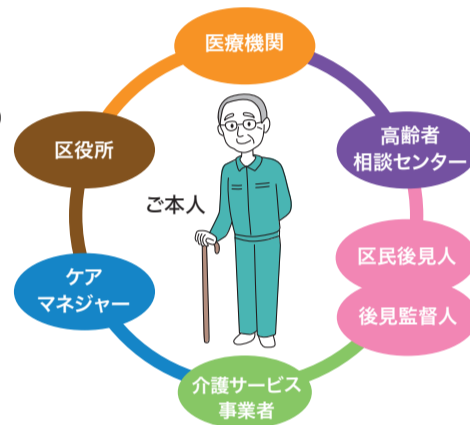 医療機関
高齢者
相談センター
区民後見人
後見監督人
介護サービス
事業者
ケア
マネジャー
区役所
ご本人